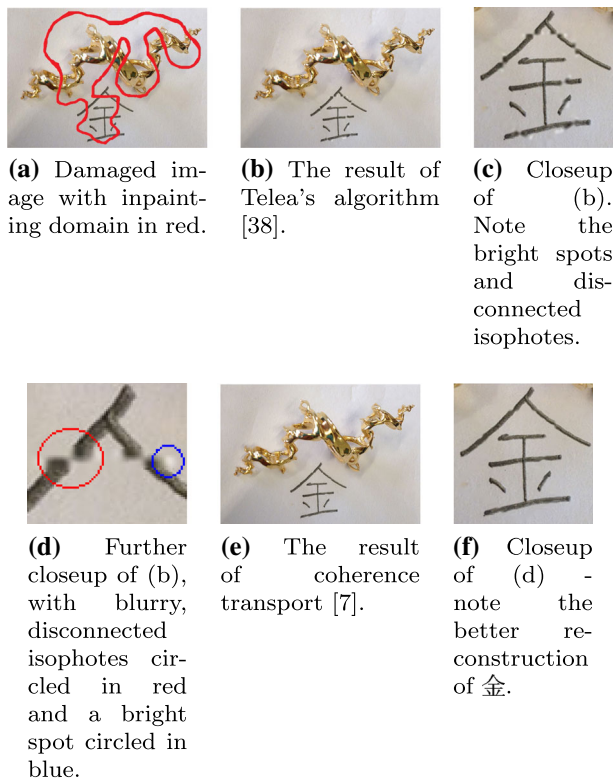 金
金
金
(a) Damaged im-
age with inpaint-
ing domain in red.
(b) The result of
Telea's algorithm
[38].
(c) Closeup
of (b).
Note the
bright spots
and dis-
connected
isophotes.
金
金
(d) Further
closeup of (b),
with blurry,
disconnected
isophotes cir-
cled in red
and a bright
spot circled in
blue.
(e) The result
of coherence
transport [7].
(f) Closeup
of (d) -
note the
better re-
construction
of 金.